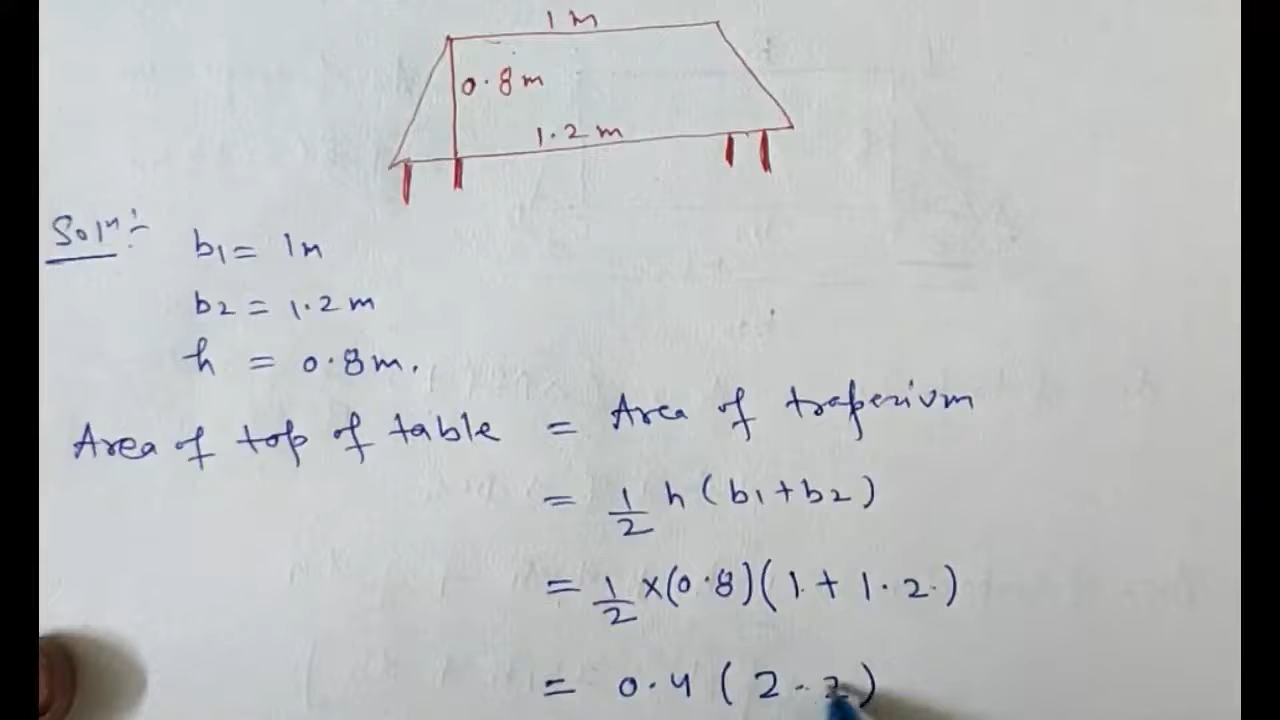 1 m
0.8 m
1.2 m
Solⁿ:-
b1 = 1m
b2 = 1.2 m
h = 0.8 m.
Area of top of table = Area of trapezium
= 1/2 h (b1 + b2)
= 1/2 × (0.8) (1 + 1.2)
= 0.4 ( 2.2 )